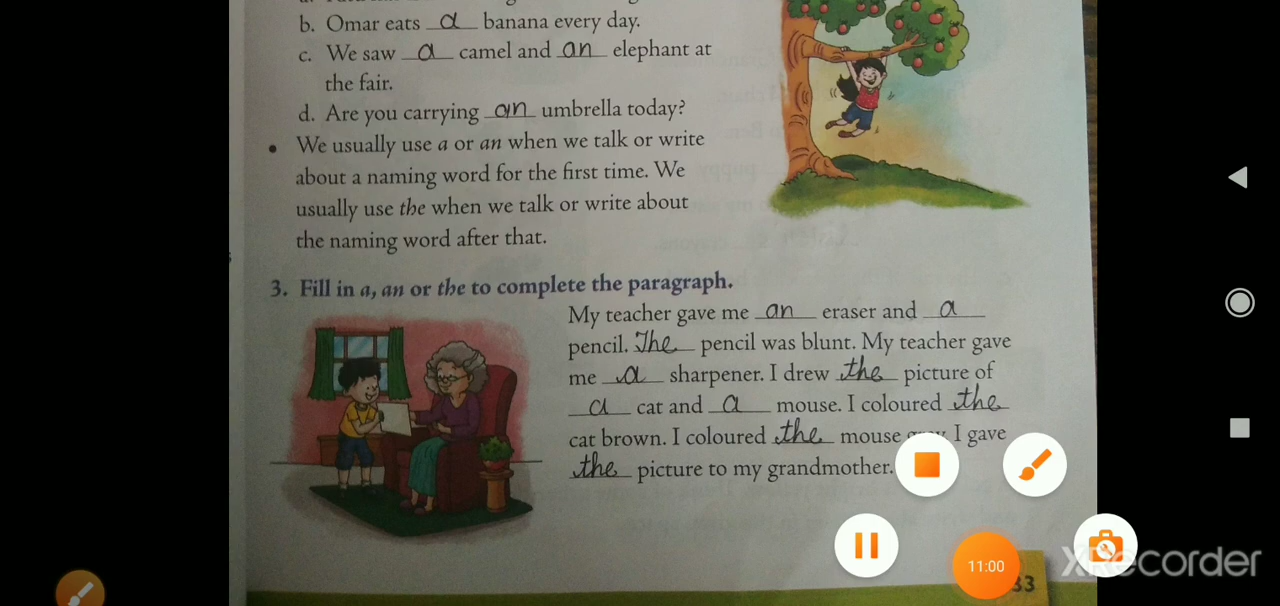 b. Omar eats a banana every day.
c. We saw a camel and an elephant at
the fair.
d. Are you carrying an umbrella today?
• We usually use a or an when we talk or write
about a naming word for the first time. We
usually use the when we talk or write about
the naming word after that.
3. Fill in a, an or the to complete the paragraph.
My teacher gave me an eraser and a
pencil. The pencil was blunt. My teacher gave
me a sharpener. I drew the picture of
a cat and a mouse. I coloured the
cat brown. I coloured the mouse I gave
the picture to my grandmother.
11:00
33
XRecorder